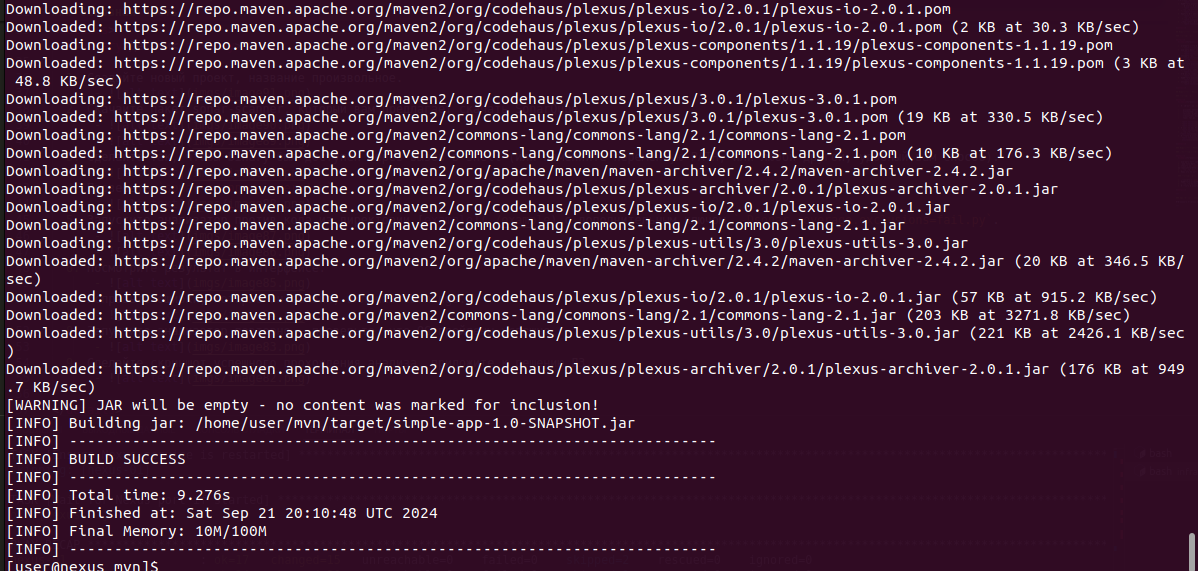 Downloading: https://repo.maven.apache.org/maven2/org/codehaus/plexus/plexus-io/2.0.1/plexus-io-2.0.1.pom
Downloaded: https://repo.maven.apache.org/maven2/org/codehaus/plexus/plexus-io/2.0.1/plexus-io-2.0.1.pom (2 KB at 30.3 KB/sec)
Downloading: https://repo.maven.apache.org/maven2/org/codehaus/plexus/plexus-components/1.1.19/plexus-components-1.1.19.pom
Downloaded: https://repo.maven.apache.org/maven2/org/codehaus/plexus/plexus-components/1.1.19/plexus-components-1.1.19.pom (3 KB at
 48.8 KB/sec)
Downloading: https://repo.maven.apache.org/maven2/org/codehaus/plexus/plexus/3.0.1/plexus-3.0.1.pom
Downloaded: https://repo.maven.apache.org/maven2/org/codehaus/plexus/plexus/3.0.1/plexus-3.0.1.pom (19 KB at 330.5 KB/sec)
Downloading: https://repo.maven.apache.org/maven2/commons-lang/commons-lang/2.1/commons-lang-2.1.pom
Downloaded: https://repo.maven.apache.org/maven2/commons-lang/commons-lang/2.1/commons-lang-2.1.pom (10 KB at 176.3 KB/sec)
Downloading: https://repo.maven.apache.org/maven2/org/apache/maven/maven-archiver/2.4.2/maven-archiver-2.4.2.jar
Downloading: https://repo.maven.apache.org/maven2/org/codehaus/plexus/plexus-archiver/2.0.1/plexus-archiver-2.0.1.jar
Downloading: https://repo.maven.apache.org/maven2/org/codehaus/plexus/plexus-io/2.0.1/plexus-io-2.0.1.jar
Downloading: https://repo.maven.apache.org/maven2/commons-lang/commons-lang/2.1/commons-lang-2.1.jar
Downloading: https://repo.maven.apache.org/maven2/org/codehaus/plexus/plexus-utils/3.0/plexus-utils-3.0.jar
Downloaded: https://repo.maven.apache.org/maven2/org/apache/maven/maven-archiver/2.4.2/maven-archiver-2.4.2.jar (20 KB at 346.5 KB/
sec)
Downloaded: https://repo.maven.apache.org/maven2/org/codehaus/plexus/plexus-io/2.0.1/plexus-io-2.0.1.jar (57 KB at 915.2 KB/sec)
Downloaded: https://repo.maven.apache.org/maven2/commons-lang/commons-lang/2.1/commons-lang-2.1.jar (203 KB at 3271.8 KB/sec)
Downloaded: https://repo.maven.apache.org/maven2/org/codehaus/plexus/plexus-utils/3.0/plexus-utils-3.0.jar (221 KB at 2426.1 KB/sec
)
Downloaded: https://repo.maven.apache.org/maven2/org/codehaus/plexus/plexus-archiver/2.0.1/plexus-archiver-2.0.1.jar (176 KB at 949
.7 KB/sec)
[WARNING] JAR will be empty - no content was marked for inclusion!
[INFO] Building jar: /home/user/mvn/target/simple-app-1.0-SNAPSHOT.jar
[INFO] ------------------------------------------------------------------------
[INFO] BUILD SUCCESS
[INFO] ------------------------------------------------------------------------
[INFO] Total time: 9.276s
[INFO] Finished at: Sat Sep 21 20:10:48 UTC 2024
[INFO] Final Memory: 10M/100M
[INFO] ------------------------------------------------------------------------
[user@nexus mvn]$